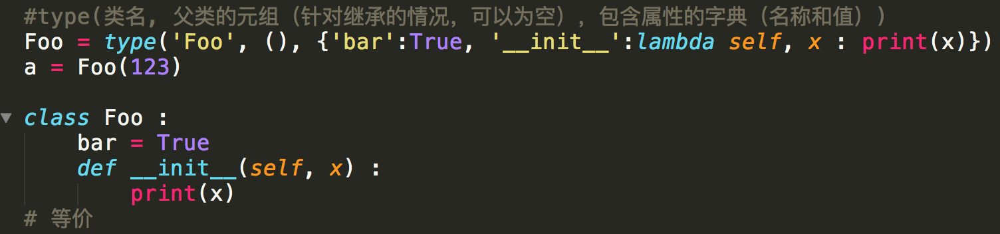 #type(类名, 父类的元组（针对继承的情况，可以为空）, 包含属性的字典（名称和值）)
Foo = type('Foo', (), {'bar':True, '__init__':lambda self, x : print(x)})
a = Foo(123)
class Foo :
    bar = True
    def __init__(self, x) :
        print(x)
# 等价